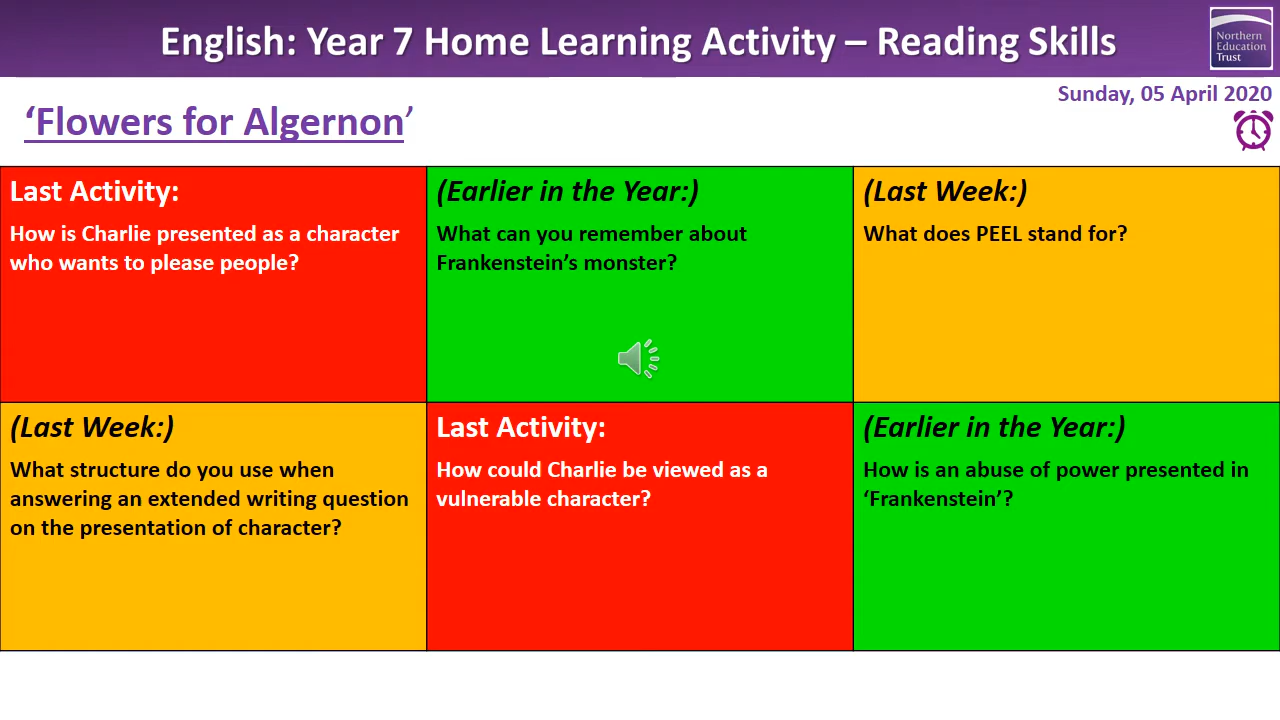 English: Year 7 Home Learning Activity – Reading Skills
Northern
Education
Trust
Sunday, 05 April 2020
‘Flowers for Algernon’
Last Activity:
How is Charlie presented as a character
who wants to please people?
(Earlier in the Year:)
What can you remember about
Frankenstein’s monster?
(Last Week:)
What does PEEL stand for?
(Last Week:)
What structure do you use when
answering an extended writing question
on the presentation of character?
Last Activity:
How could Charlie be viewed as a
vulnerable character?
(Earlier in the Year:)
How is an abuse of power presented in
‘Frankenstein’?